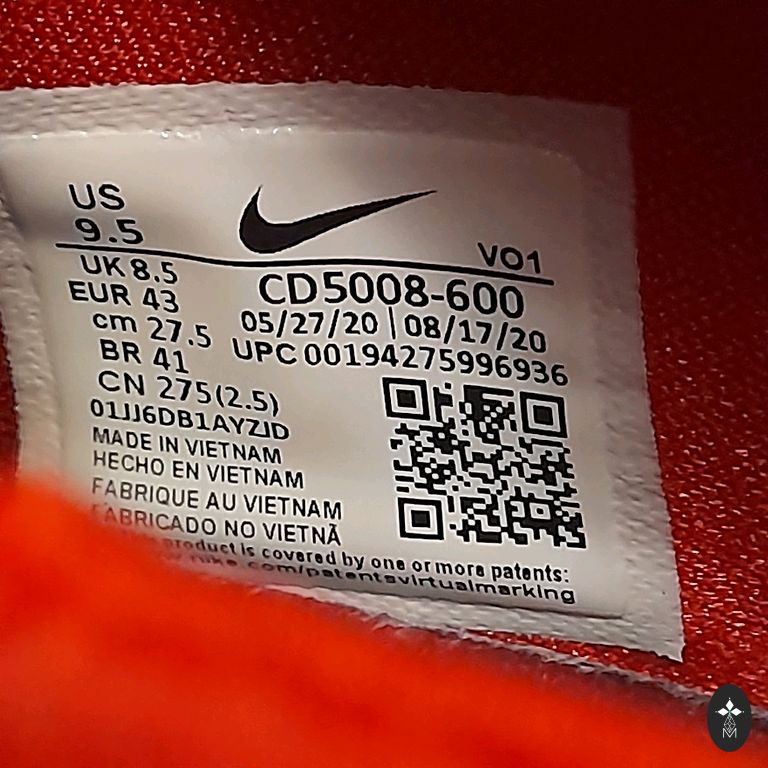 US
9.5
VO1
UK 8.5
EUR 43
CD5008-600
cm 27.5
05/27/20 | 08/17/20
BR 41
UPC 00194275996936
CN 275(2.5)
01JJ6DB1AYZJD
MADE IN VIETNAM
HECHO EN VIETNAM
FABRIQUE AU VIETNAM
FABRICADO NO VIETNÃ
product is covered by one or more patents:
nike.com/patentsvirtualmarking
M